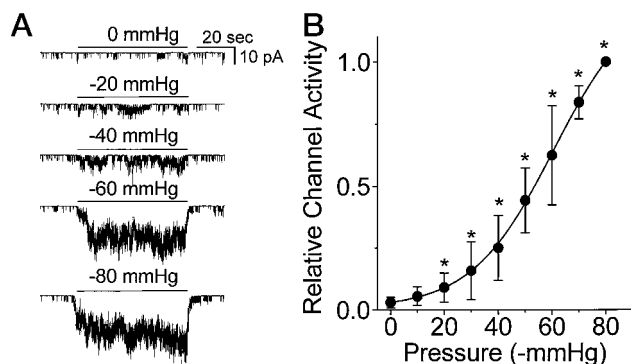 A
0 mmHg
20 sec
10 pA
-20 mmHg
-40 mmHg
-60 mmHg
-80 mmHg
B
Relative Channel Activity
1.0
0.5
0.0
* * * * * * *
0 20 40 60 80
Pressure (-mmHg)